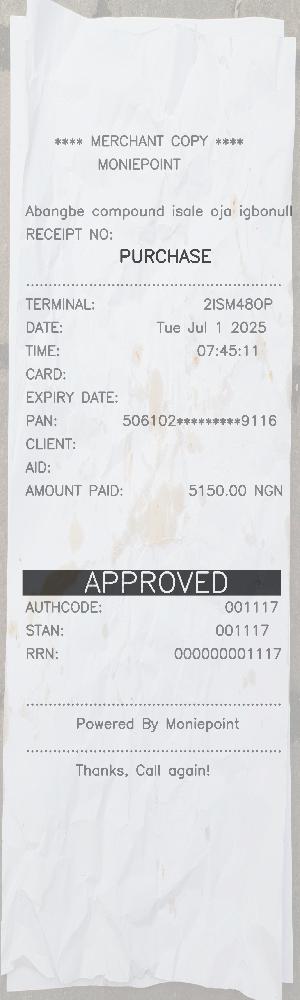 **** MERCHANT COPY ****
MONIEPOINT
Abangbe compound isale oja igbonull
RECEIPT NO:
PURCHASE
TERMINAL: 2ISM480P
DATE: Tue Jul 1 2025
TIME: 07:45:11
CARD:
EXPIRY DATE:
PAN: 506102*********9116
CLIENT:
AID:
AMOUNT PAID: 5150.00 NGN
APPROVED
AUTHCODE: 001117
STAN: 001117
RRN: 000000001117
Powered By Moniepoint
Thanks, Call again!